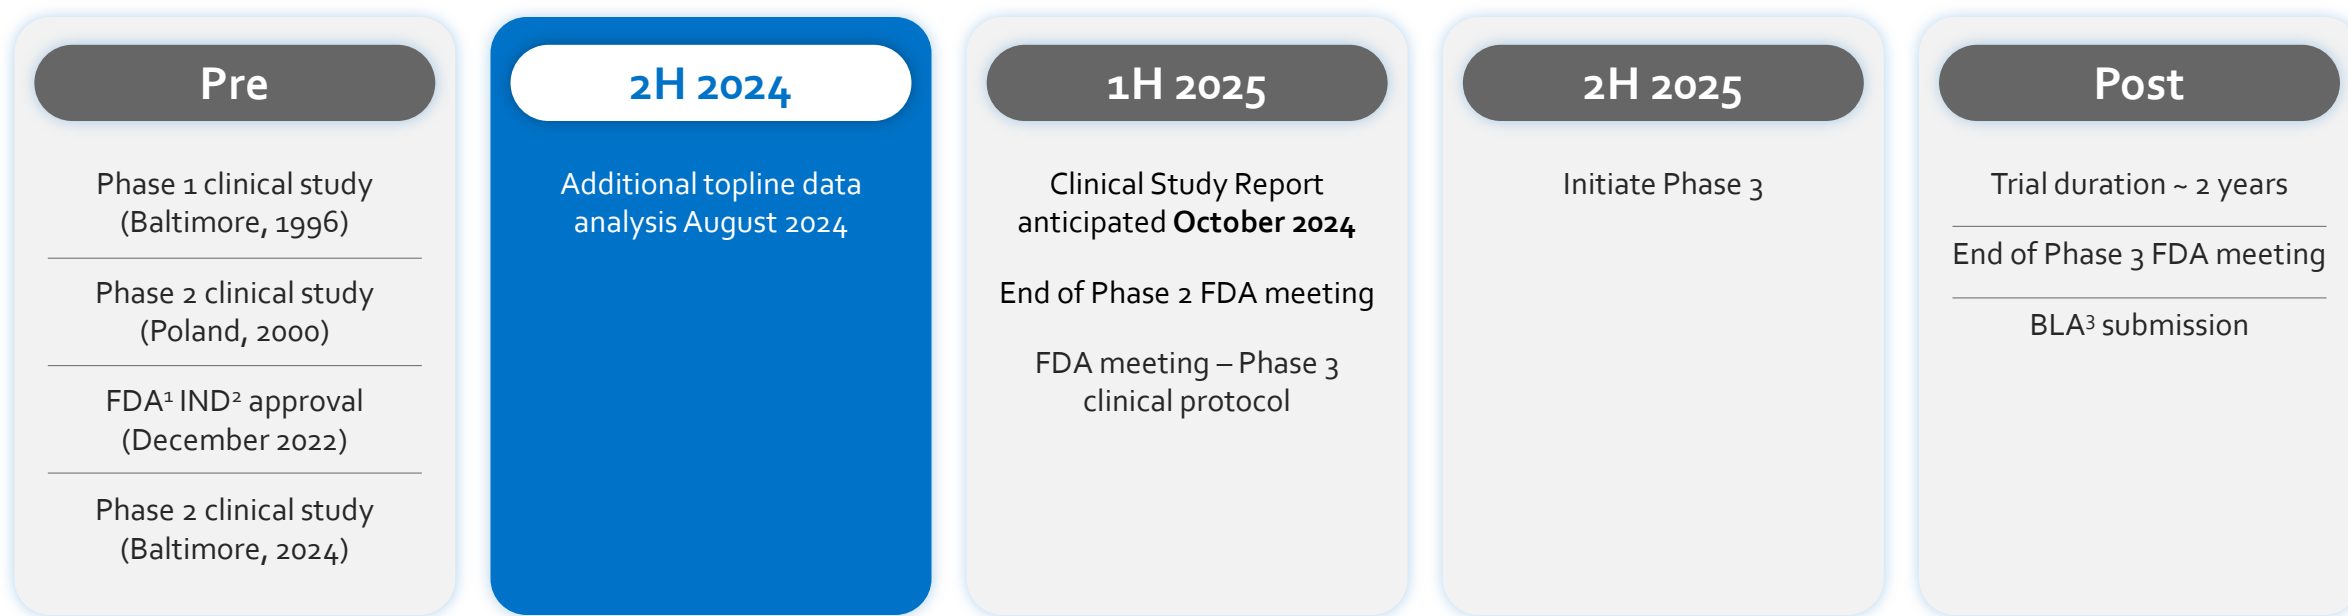 Pre
Phase 1 clinical study
(Baltimore, 1996)
Phase 2 clinical study
(Poland, 2000)
FDA¹ IND² approval
(December 2022)
Phase 2 clinical study
(Baltimore, 2024)
2H 2024
Additional topline data
analysis August 2024
1H 2025
Clinical Study Report
anticipated October 2024
End of Phase 2 FDA meeting
FDA meeting – Phase 3
clinical protocol
2H 2025
Initiate Phase 3
Post
Trial duration ~ 2 years
End of Phase 3 FDA meeting
BLA³ submission